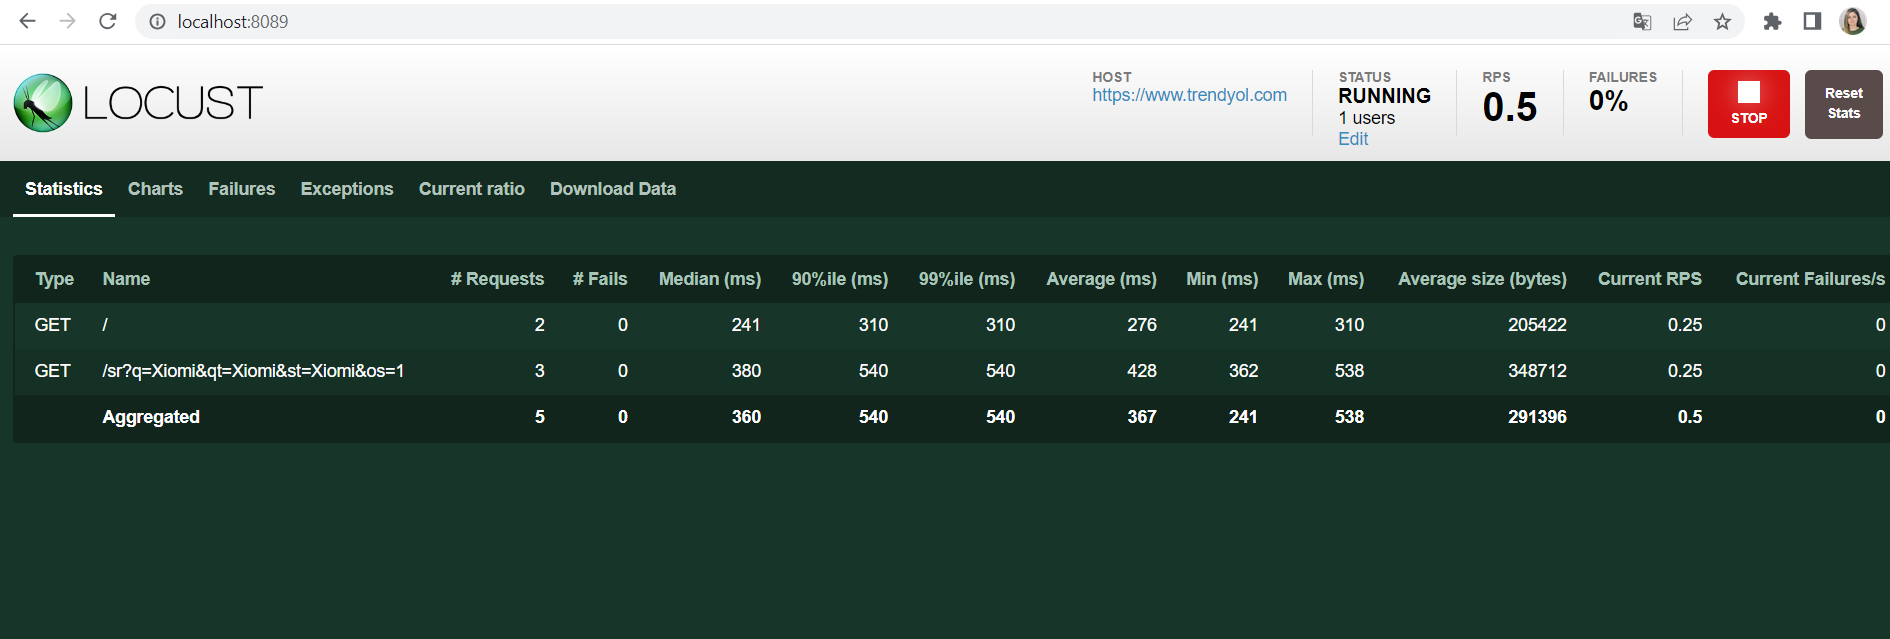 localhost:8089
LOCUST
HOST
https://www.trendyol.com
STATUS
RUNNING
1 users
Edit
RPS
0.5
FAILURES
0%
STOP
Reset
Stats
Statistics Charts Failures Exceptions Current ratio Download Data
Type Name # Requests # Fails Median (ms) 90%ile (ms) 99%ile (ms) Average (ms) Min (ms) Max (ms) Average size (bytes) Current RPS Current Failures/s
GET / 2 0 241 310 310 276 241 310 205422 0.25 0
GET /sr?q=Xiomi&qt=Xiomi&st=Xiomi&os=1 3 0 380 540 540 428 362 538 348712 0.25 0
Aggregated 5 0 360 540 540 367 241 538 291396 0.5 0